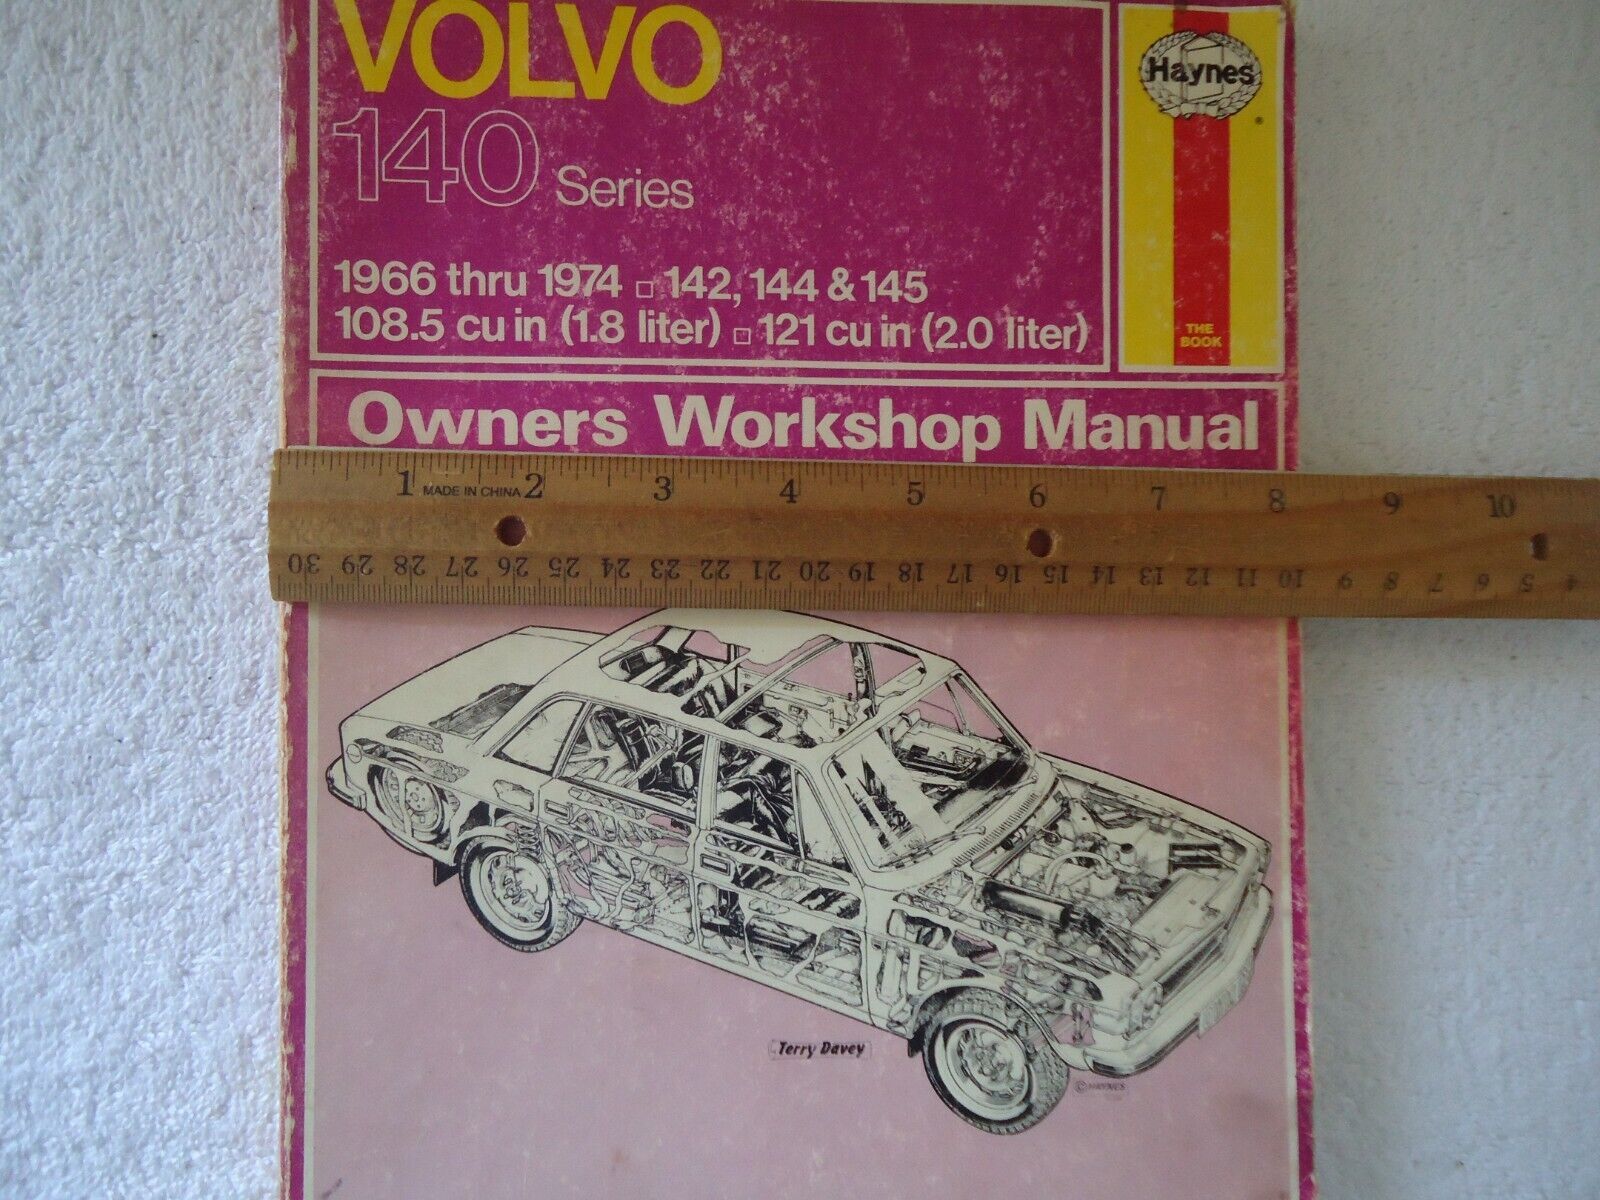 VOLVO
140 Series
1966 thru 1974 □ 142, 144 & 145
108.5 cu in (1.8 liter) □ 121 cu in (2.0 liter)
Haynes
®
THE
BOOK
Owners Workshop Manual
1 MADE IN CHINA 2 3 4 5 6 7 8 9 10
30 29 28 27 26 25 24 23 22 21 20 19 18 17 16 15 14 13 12 11 10 9 8 7 6 5 4
Terry Davey
© HAYNES